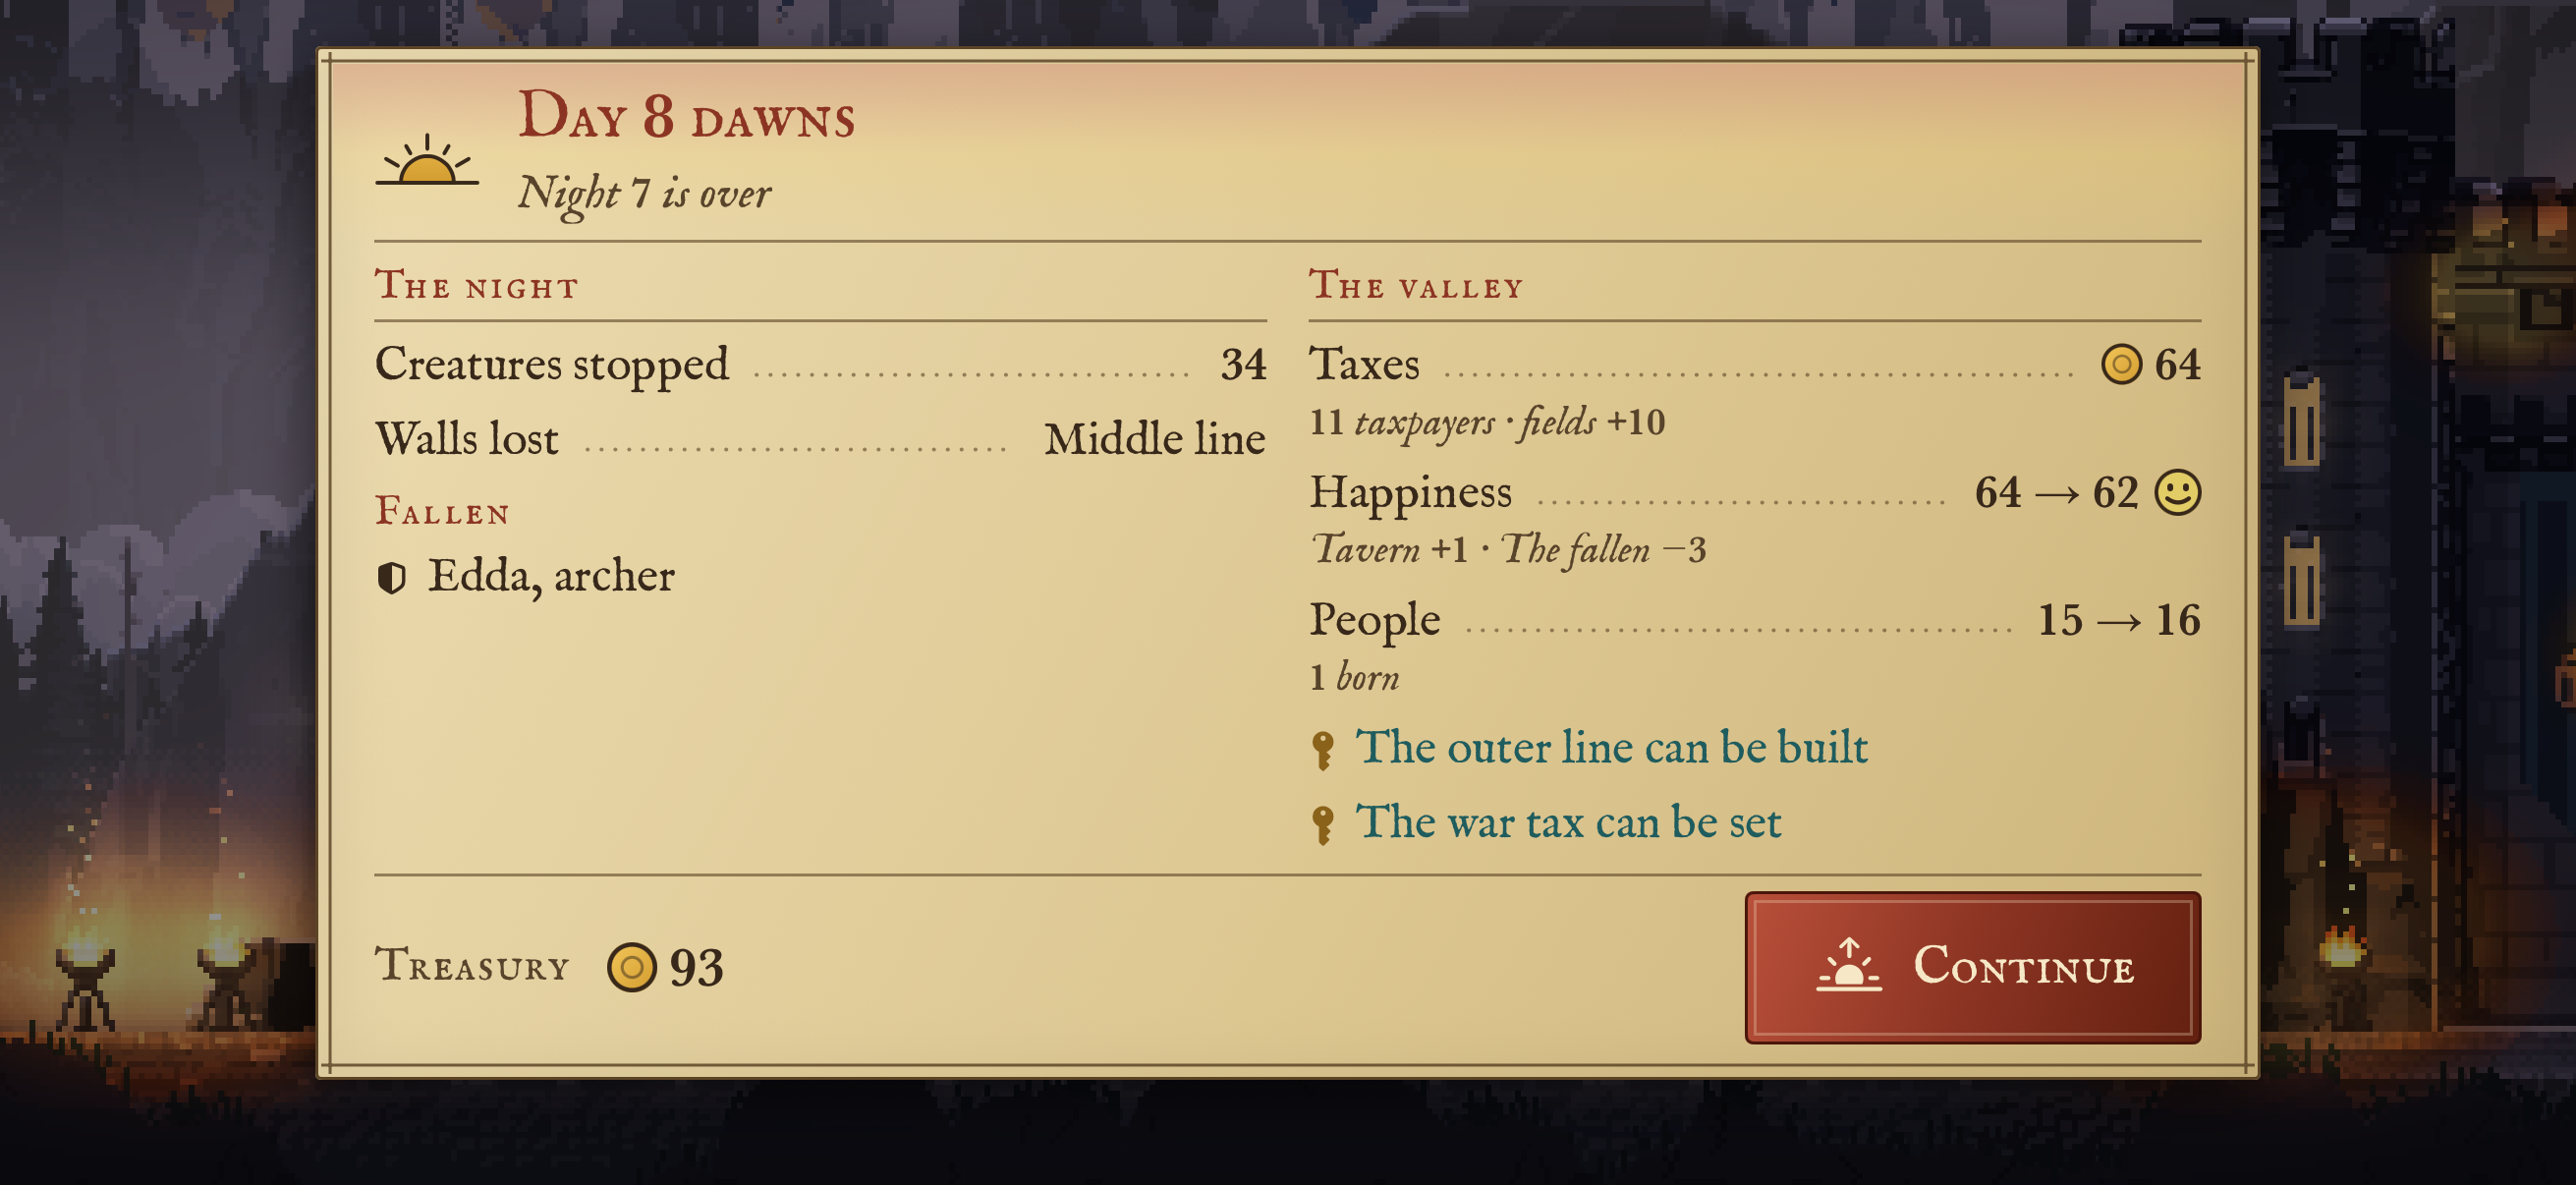 Day 8 dawns
Night 7 is over
The night
Creatures stopped 34
Walls lost Middle line
Fallen
Edda, archer
The valley
Taxes 64
11 taxpayers · fields +10
Happiness 64 → 62
Tavern +1 · The fallen −3
People 15 → 16
1 born
The outer line can be built
The war tax can be set
Treasury 93
Continue